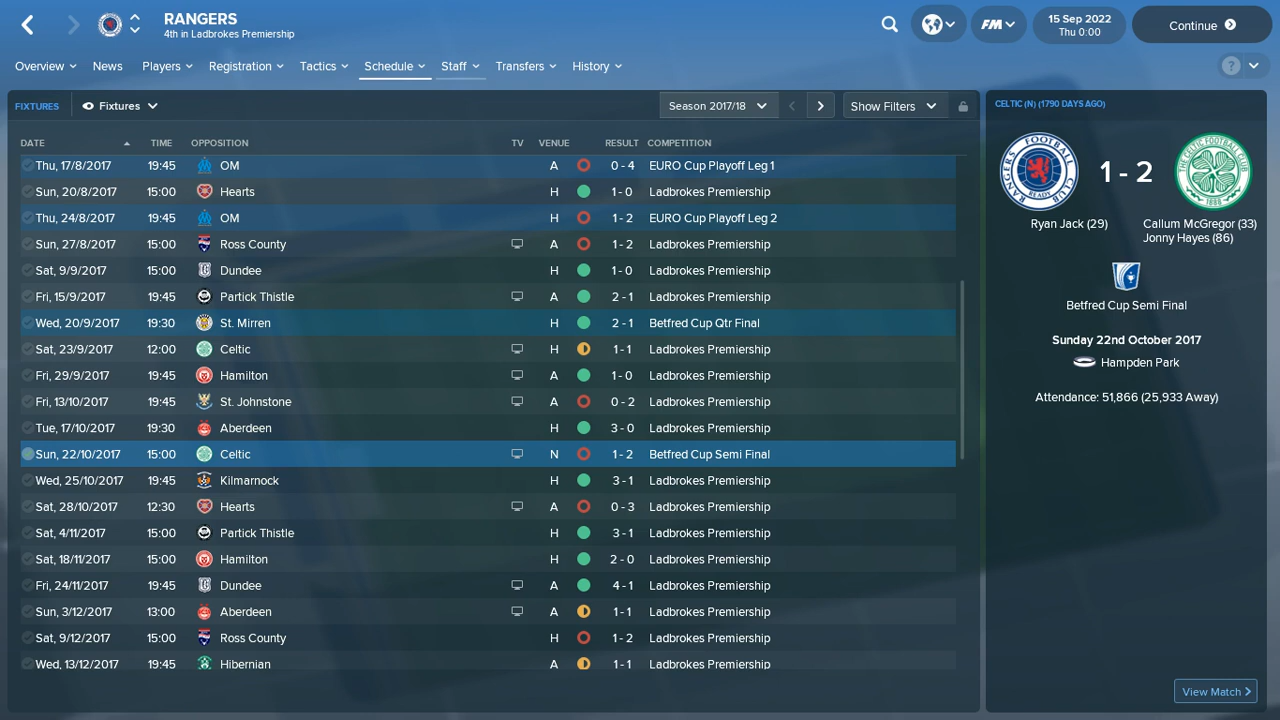 RANGERS
4th in Ladbrokes Premiership
FM
15 Sep 2022
Thu 0:00
Continue
Overview News Players Registration Tactics Schedule Staff Transfers History ?
FIXTURES Fixtures Season 2017/18 Show Filters
DATE TIME OPPOSITION TV VENUE RESULT COMPETITION
Thu, 17/8/2017 19:45 OM A 0 - 4 EURO Cup Playoff Leg 1
Sun, 20/8/2017 15:00 Hearts H 1 - 0 Ladbrokes Premiership
Thu, 24/8/2017 19:45 OM H 1 - 2 EURO Cup Playoff Leg 2
Sun, 27/8/2017 15:00 Ross County A 1 - 2 Ladbrokes Premiership
Sat, 9/9/2017 15:00 Dundee H 1 - 0 Ladbrokes Premiership
Fri, 15/9/2017 19:45 Partick Thistle A 2 - 1 Ladbrokes Premiership
Wed, 20/9/2017 19:30 St. Mirren H 2 - 1 Betfred Cup Qtr Final
Sat, 23/9/2017 12:00 Celtic H 1 - 1 Ladbrokes Premiership
Fri, 29/9/2017 19:45 Hamilton A 1 - 0 Ladbrokes Premiership
Fri, 13/10/2017 19:45 St. Johnstone A 0 - 2 Ladbrokes Premiership
Tue, 17/10/2017 19:30 Aberdeen H 3 - 0 Ladbrokes Premiership
Sun, 22/10/2017 15:00 Celtic N 1 - 2 Betfred Cup Semi Final
Wed, 25/10/2017 19:45 Kilmarnock H 3 - 1 Ladbrokes Premiership
Sat, 28/10/2017 12:30 Hearts A 0 - 3 Ladbrokes Premiership
Sat, 4/11/2017 15:00 Partick Thistle H 3 - 1 Ladbrokes Premiership
Sat, 18/11/2017 15:00 Hamilton H 2 - 0 Ladbrokes Premiership
Fri, 24/11/2017 19:45 Dundee A 4 - 1 Ladbrokes Premiership
Sun, 3/12/2017 13:00 Aberdeen A 1 - 1 Ladbrokes Premiership
Sat, 9/12/2017 15:00 Ross County H 1 - 2 Ladbrokes Premiership
Wed, 13/12/2017 19:45 Hibernian A 1 - 1 Ladbrokes Premiership
CELTIC (N) (1790 DAYS AGO)
RANGERS FOOTBALL CLUB
READY
1 - 2
THE CELTIC FOOTBALL CLUB
1888
Ryan Jack (29) Callum McGregor (33)
Jonny Hayes (86)
Betfred Cup Semi Final
Sunday 22nd October 2017
Hampden Park
Attendance: 51,866 (25,933 Away)
View Match